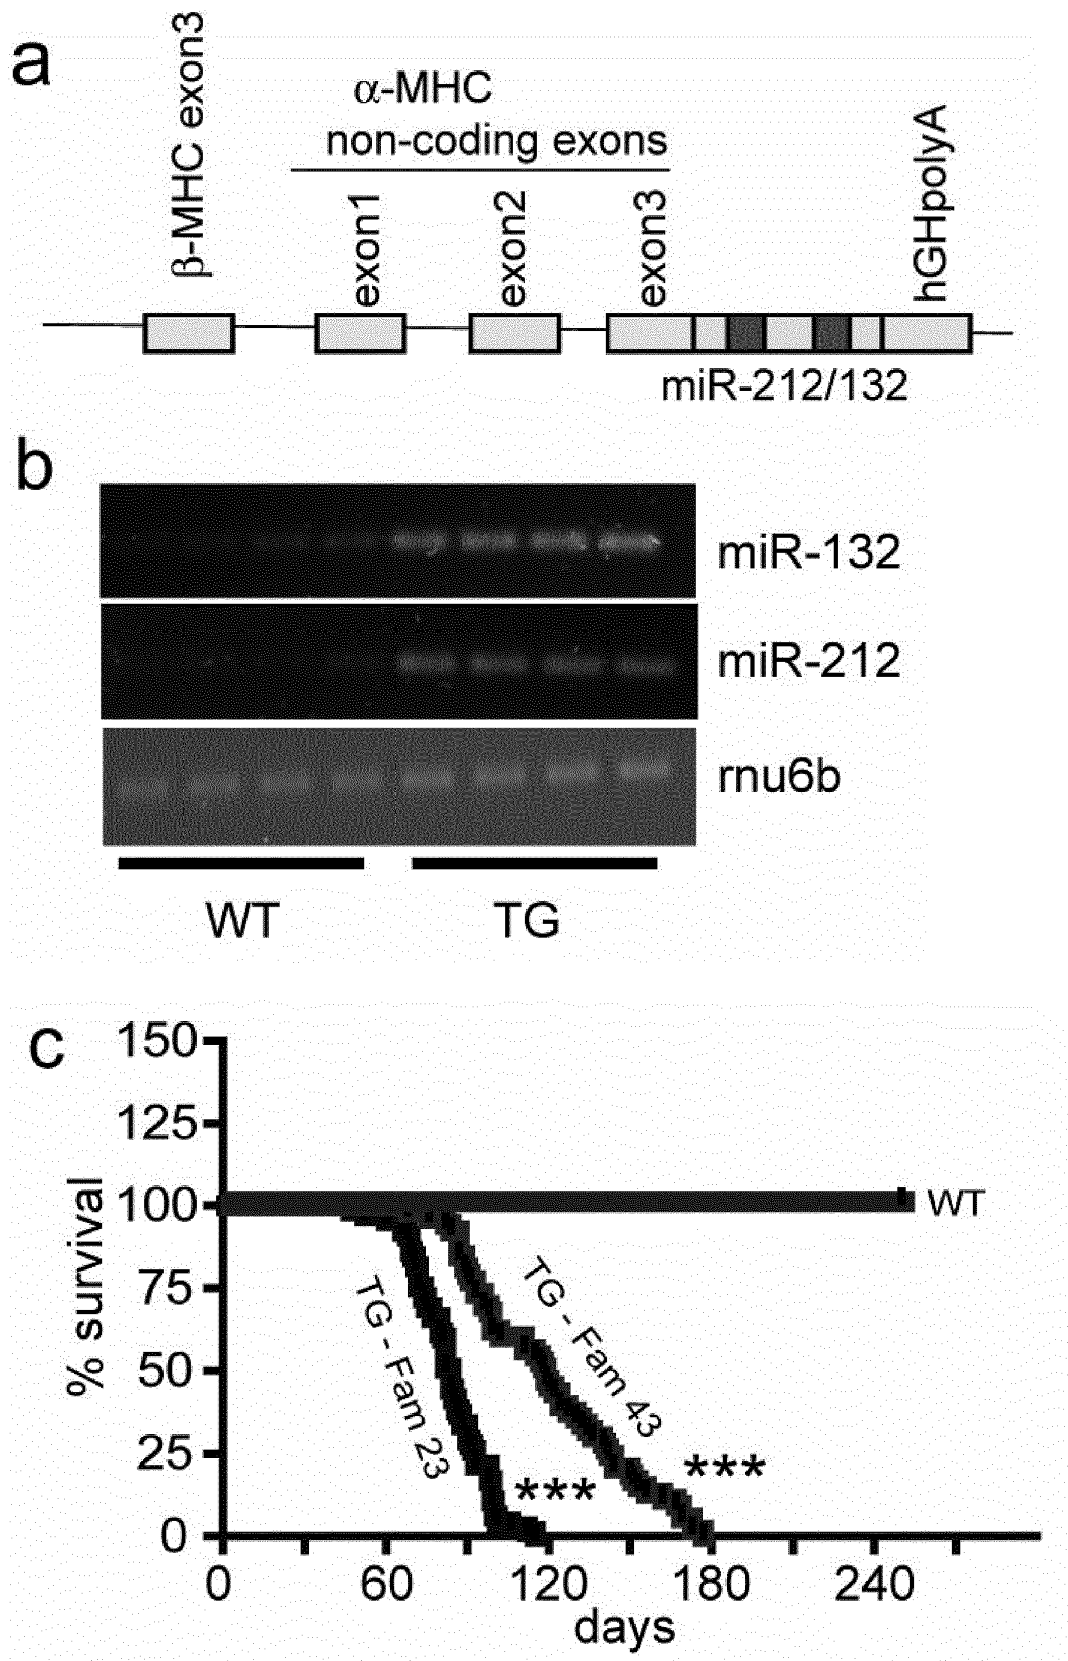 a
β-MHC exon3
α-MHC
non-coding exons
exon1
exon2
exon3
hGHpolyA
miR-212/132
b
miR-132
miR-212
rnu6b
WT TG
c
150
125
100
75
50
25
0
% survival
WT
TG - Fam 23
TG - Fam 43
***
***
0 60 120 180 240
days